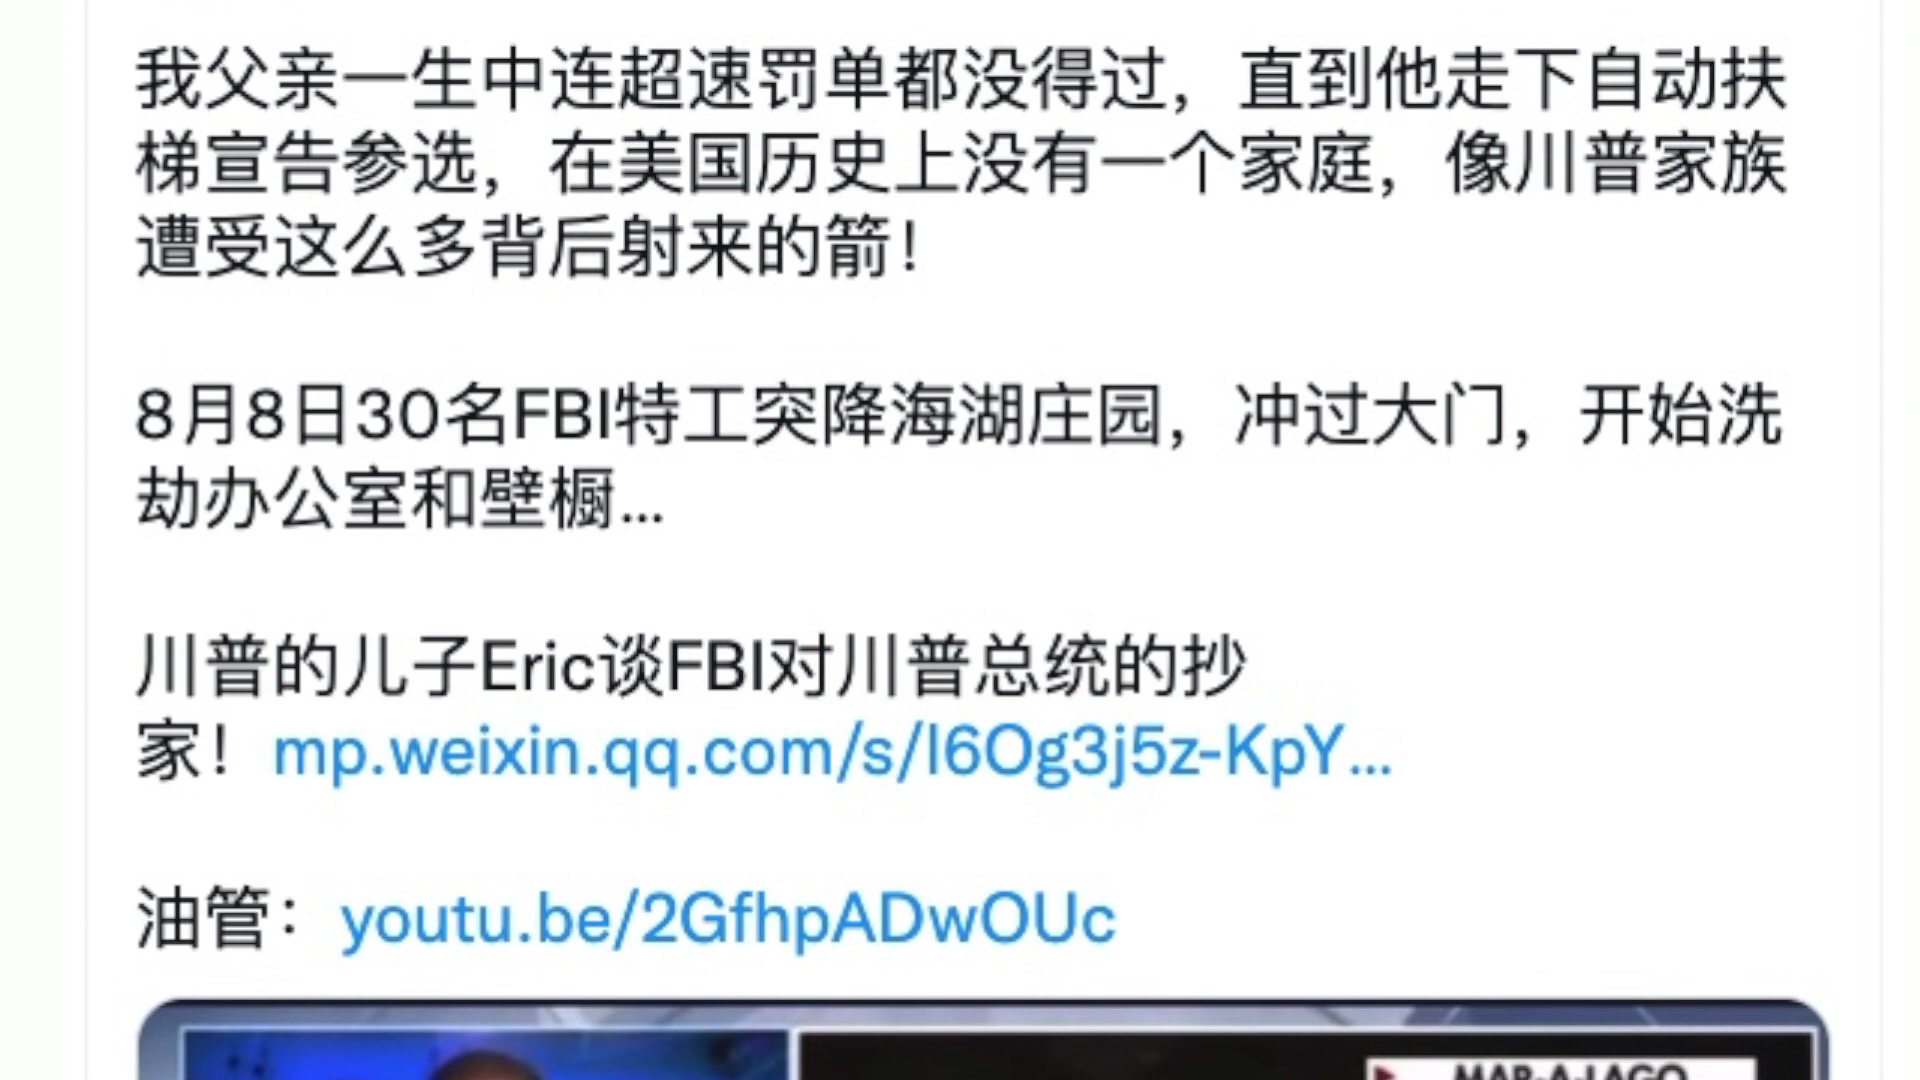 我父亲一生中连超速罚单都没得过，直到他走下自动扶
梯宣告参选，在美国历史上没有一个家庭，像川普家族
遭受这么多背后射来的箭！
8月8日30名FBI特工突降海湖庄园，冲过大门，开始洗
劫办公室和壁橱...
川普的儿子Eric谈FBI对川普总统的抄
家！mp.weixin.qq.com/s/l6Og3j5z-KpY...
油管：youtu.be/2GfhpADwOUc
MAR-A-LAGO